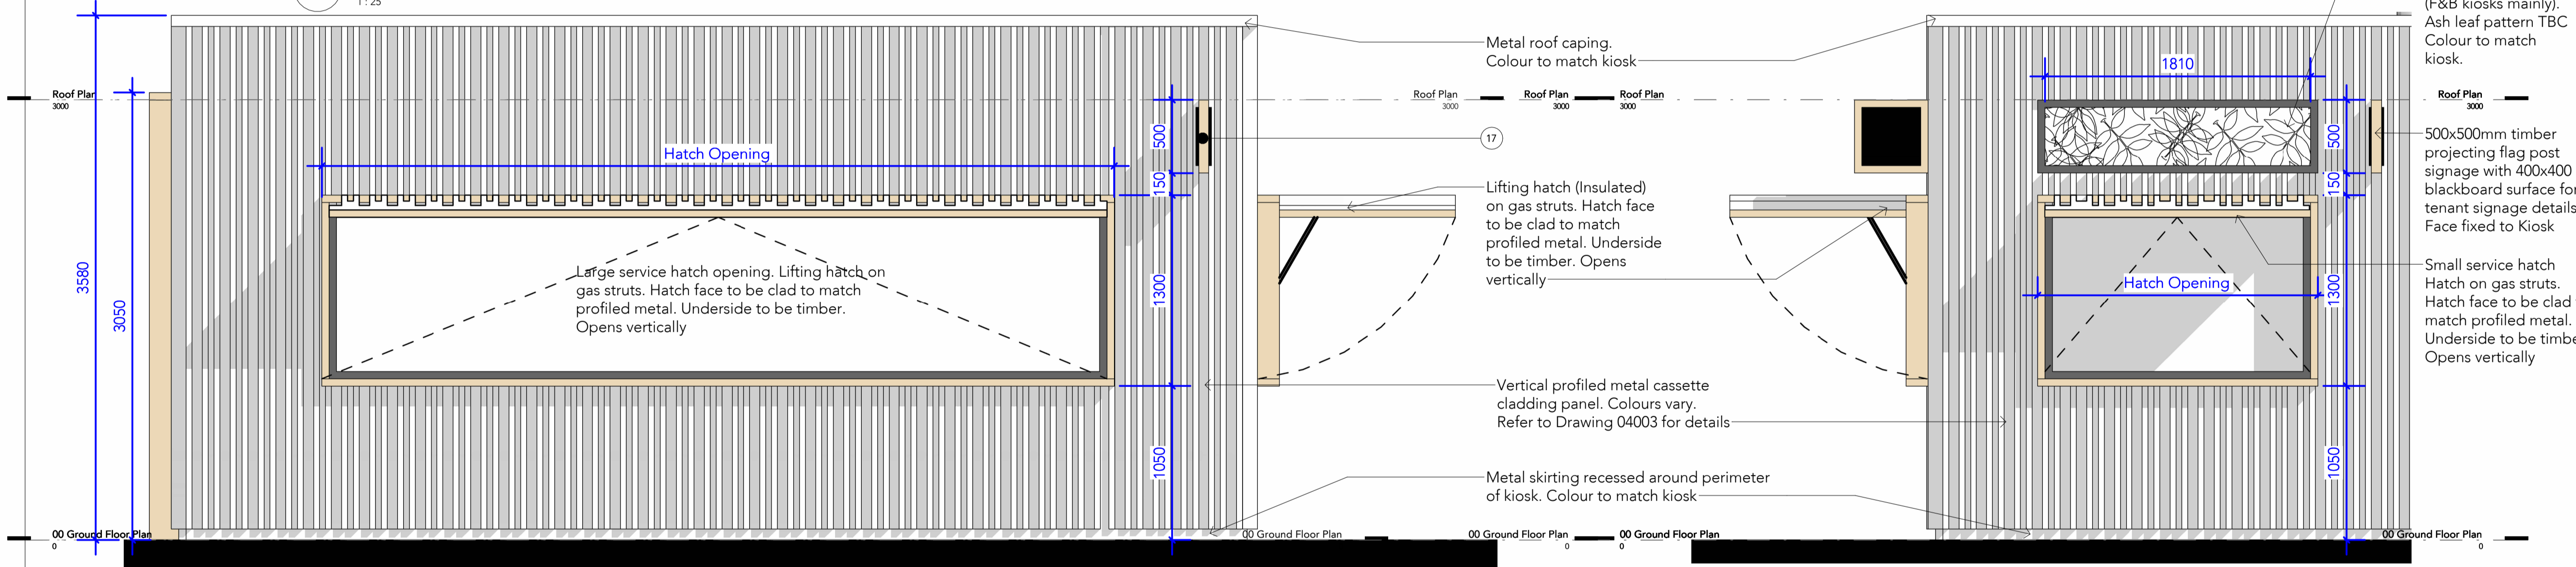 1 : 25
3580
3050
Roof Plan
3000
Hatch Opening
Large service hatch opening. Lifting hatch on
gas struts. Hatch face to be clad to match
profiled metal. Underside to be timber.
Opens vertically
500
150
1300
1050
00 Ground Floor Plan
0
Metal roof caping.
Colour to match kiosk
Roof Plan
3000
Roof Plan
3000
Roof Plan
3000
17
Lifting hatch (Insulated)
on gas struts. Hatch face
to be clad to match
profiled metal. Underside
to be timber. Opens
vertically
Vertical profiled metal cassette
cladding panel. Colours vary.
Refer to Drawing 04003 for details
Metal skirting recessed around perimeter
of kiosk. Colour to match kiosk
00 Ground Floor Plan
00 Ground Floor Plan
0
00 Ground Floor Plan
0
1810
500
150
Hatch Opening
1300
1050
(F&B kiosks mainly).
Ash leaf pattern TBC
Colour to match
kiosk.
Roof Plan
3000
500x500mm timber
projecting flag post
signage with 400x400
blackboard surface for
tenant signage details
Face fixed to Kiosk
Small service hatch
Hatch on gas struts.
Hatch face to be clad
match profiled metal.
Underside to be timbe
Opens vertically
00 Ground Floor Plan
0